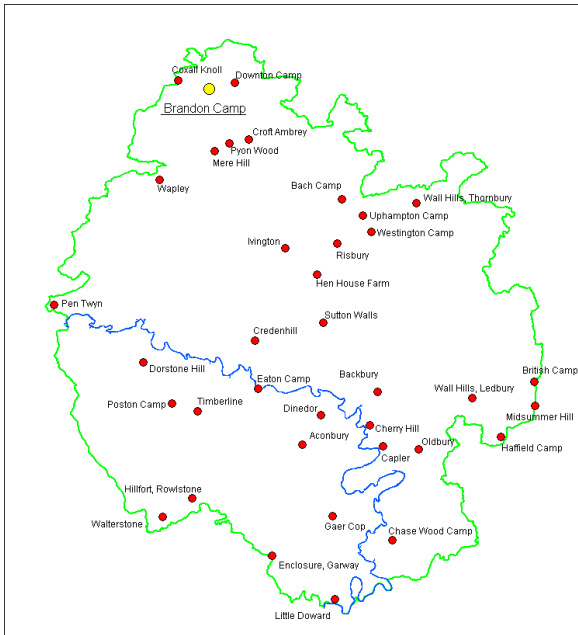 Coxall Knoll
Downton Camp
Brandon Camp
Croft Ambrey
Pyon Wood
Mere Hill
Wapley
Bach Camp
Wall Hills, Thornbury
Uphampton Camp
Westington Camp
Ivington
Risbury
Hen House Farm
Pen Twyn
Sutton Walls
Credenhill
Dorstone Hill
British Camp
Eaton Camp
Backbury
Wall Hills, Ledbury
Poston Camp
Timberline
Dinedor
Midsummer Hill
Cherry Hill
Aconbury
Capler
Oldbury
Haffield Camp
Hillfort, Rowlstone
Walterstone
Gaer Cop
Chase Wood Camp
Enclosure, Garway
Little Doward